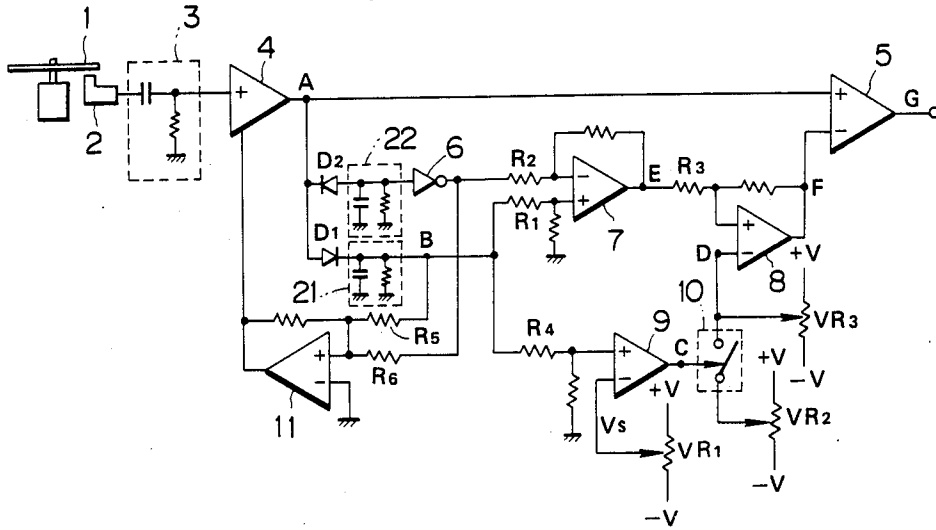 1
3
4
5
A
+
+
G
2
−
D2
22
6
R2
E
R3
F
−
D1
B
R1
+
7
+
D
−
8
+V
21
10
VR3
R5
R4
9
+
R6
+
C
+V
−
−
+V
−V
11
Vs
VR2
VR1
−V
−V